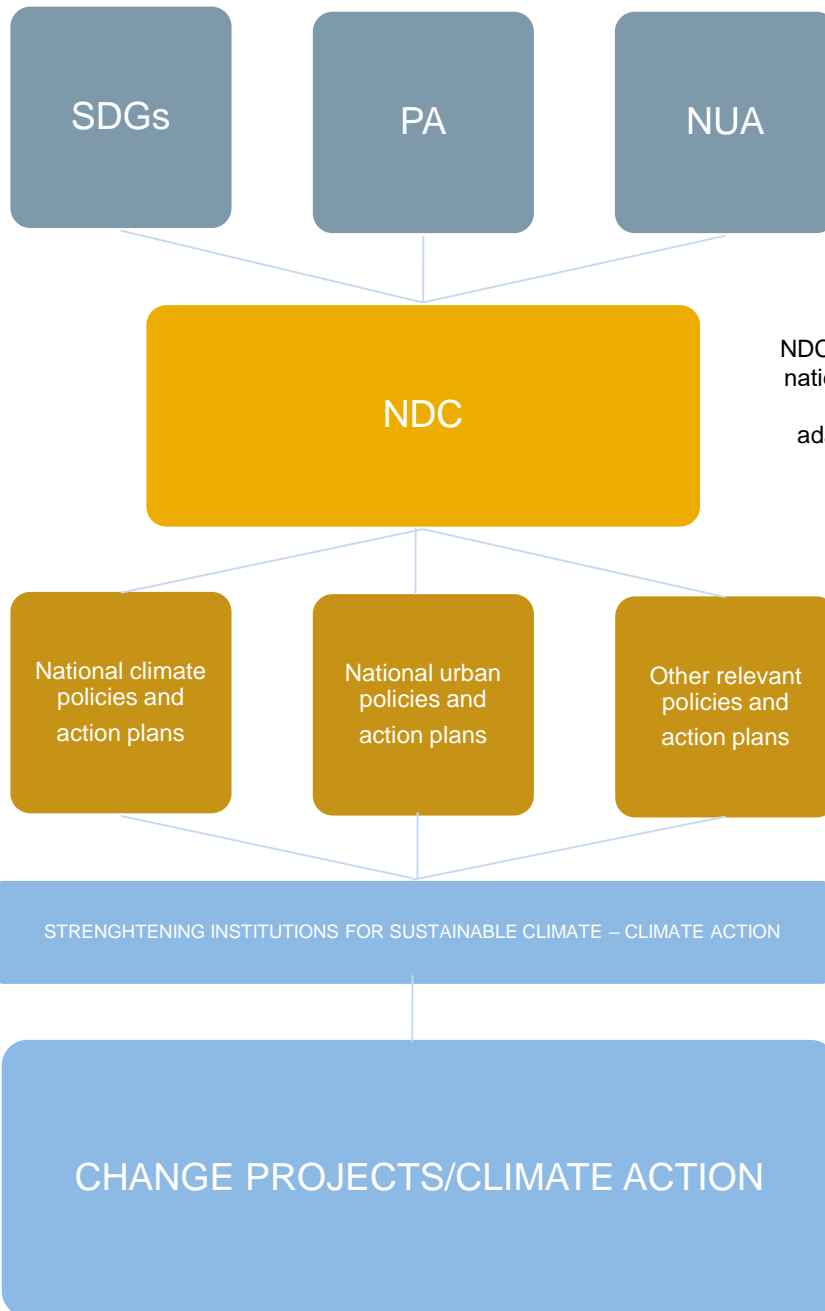 SDGs
PA
NUA
NDC
NDC
National climate
policies and
action plans
National urban
policies and
action plans
Other relevant
policies and
action plans
STRENGHTENING INSTITUTIONS FOR SUSTAINABLE CLIMATE – CLIMATE ACTION
CHANGE PROJECTS/CLIMATE ACTION